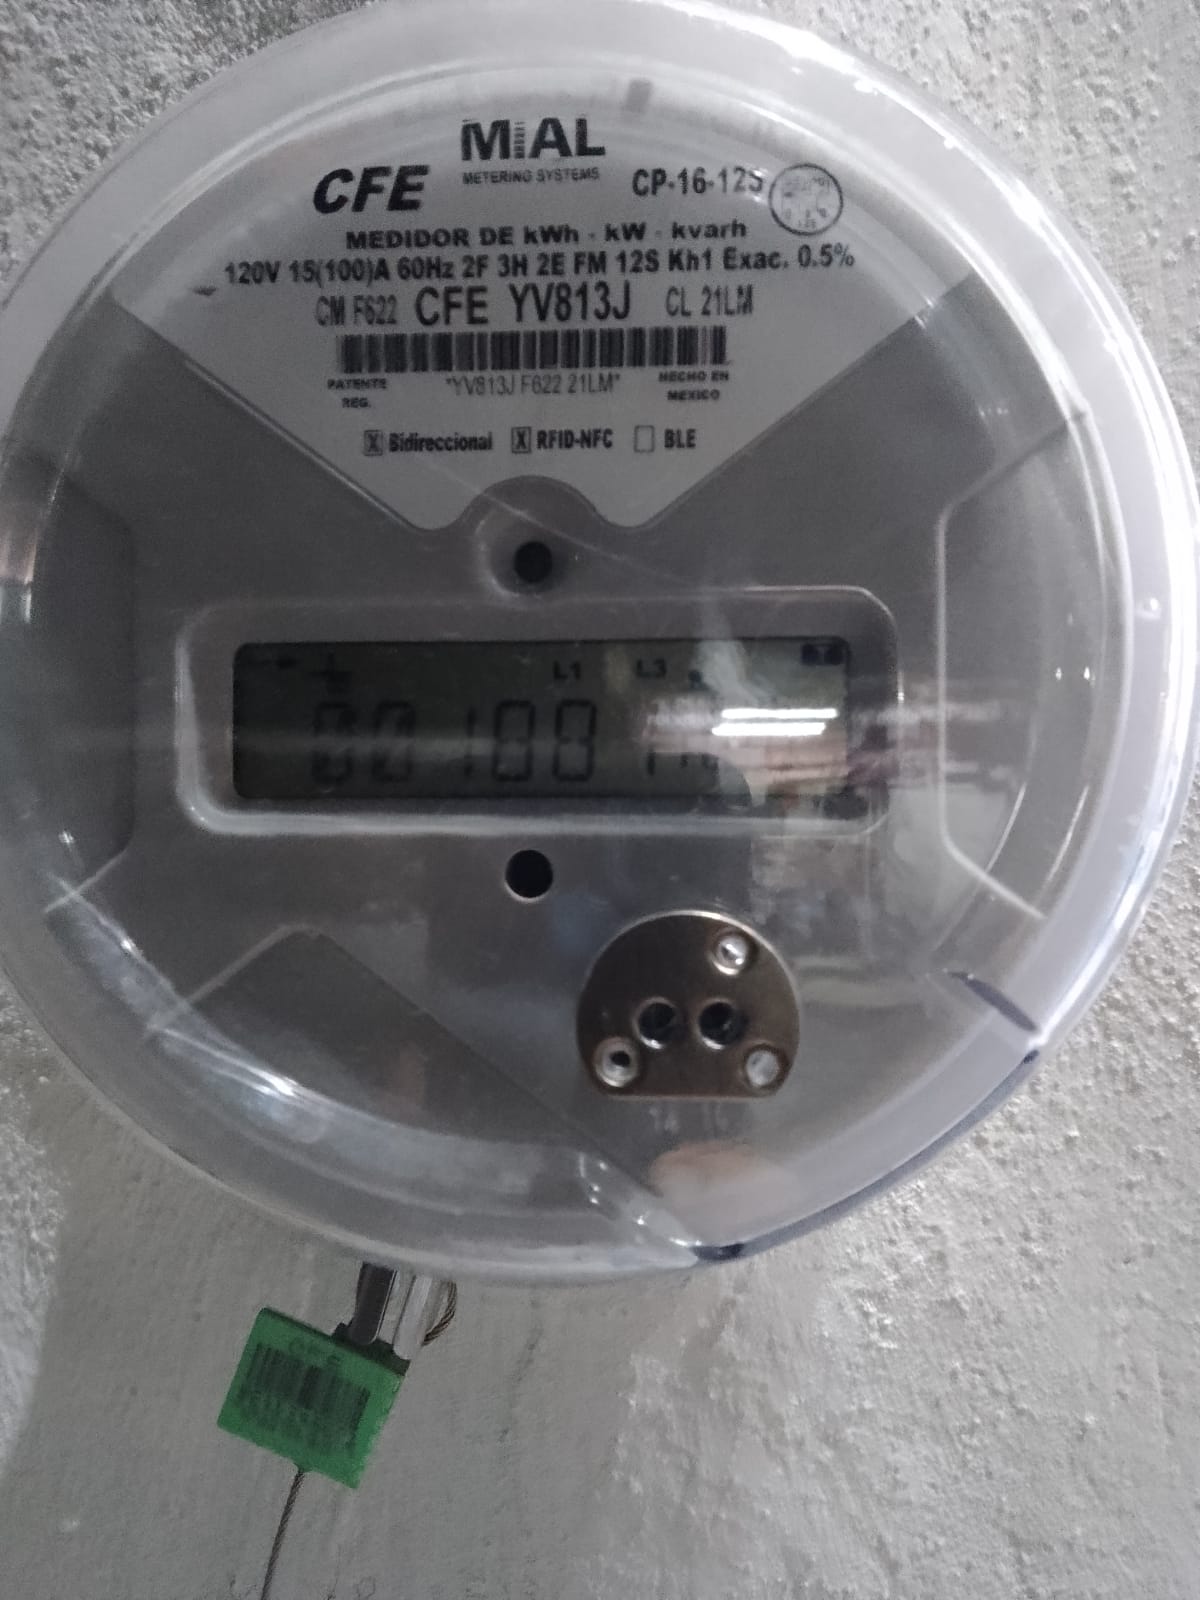 MIAL
METERING SYSTEMS
CFE
CP-16-12S
MEDIDOR DE kWh - kW - kvarh
120V 15(100)A 60Hz 2F 3H 2E FM 12S Kh1 Exac. 0.5%
CM F622 CFE YV813J CL 21LM
PATENTE REG.
*YV813J F622 21LM*
HECHO EN MEXICO
X Bidireccional X RFID-NFC BLE
L1 L3
00188
CFE